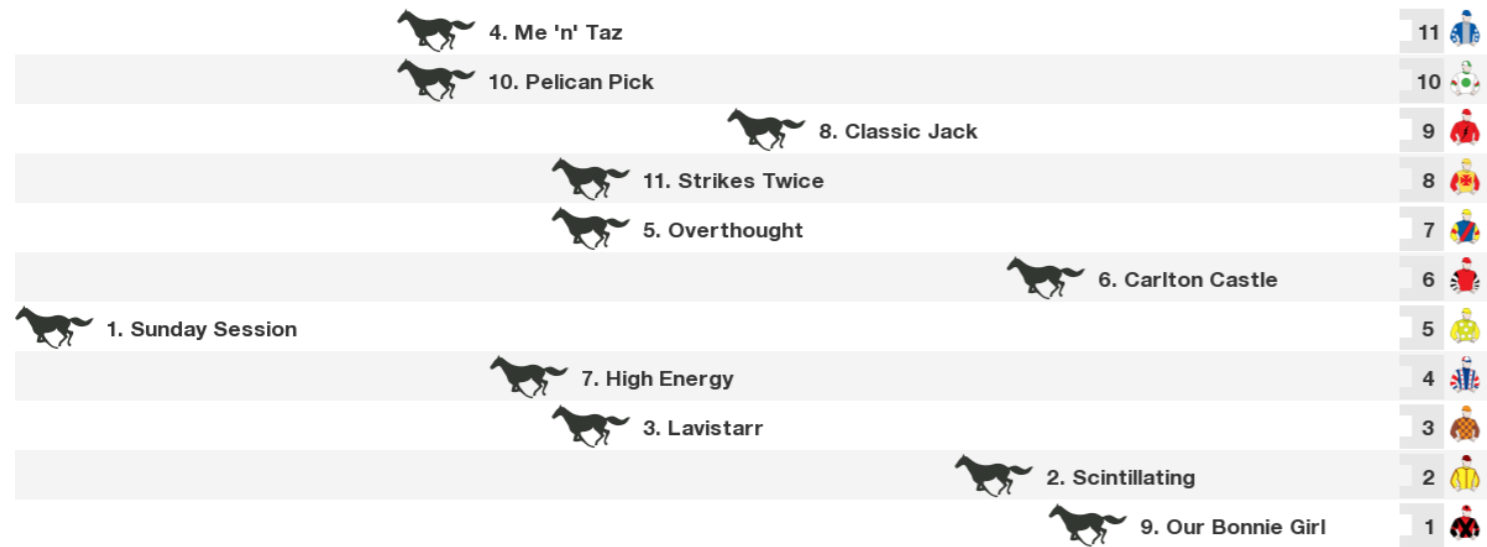 4. Me 'n' Taz 11
10. Pelican Pick 10
8. Classic Jack 9
11. Strikes Twice 8
5. Overthought 7
6. Carlton Castle 6
1. Sunday Session 5
7. High Energy 4
3. Lavistarr 3
2. Scintillating 2
9. Our Bonnie Girl 1